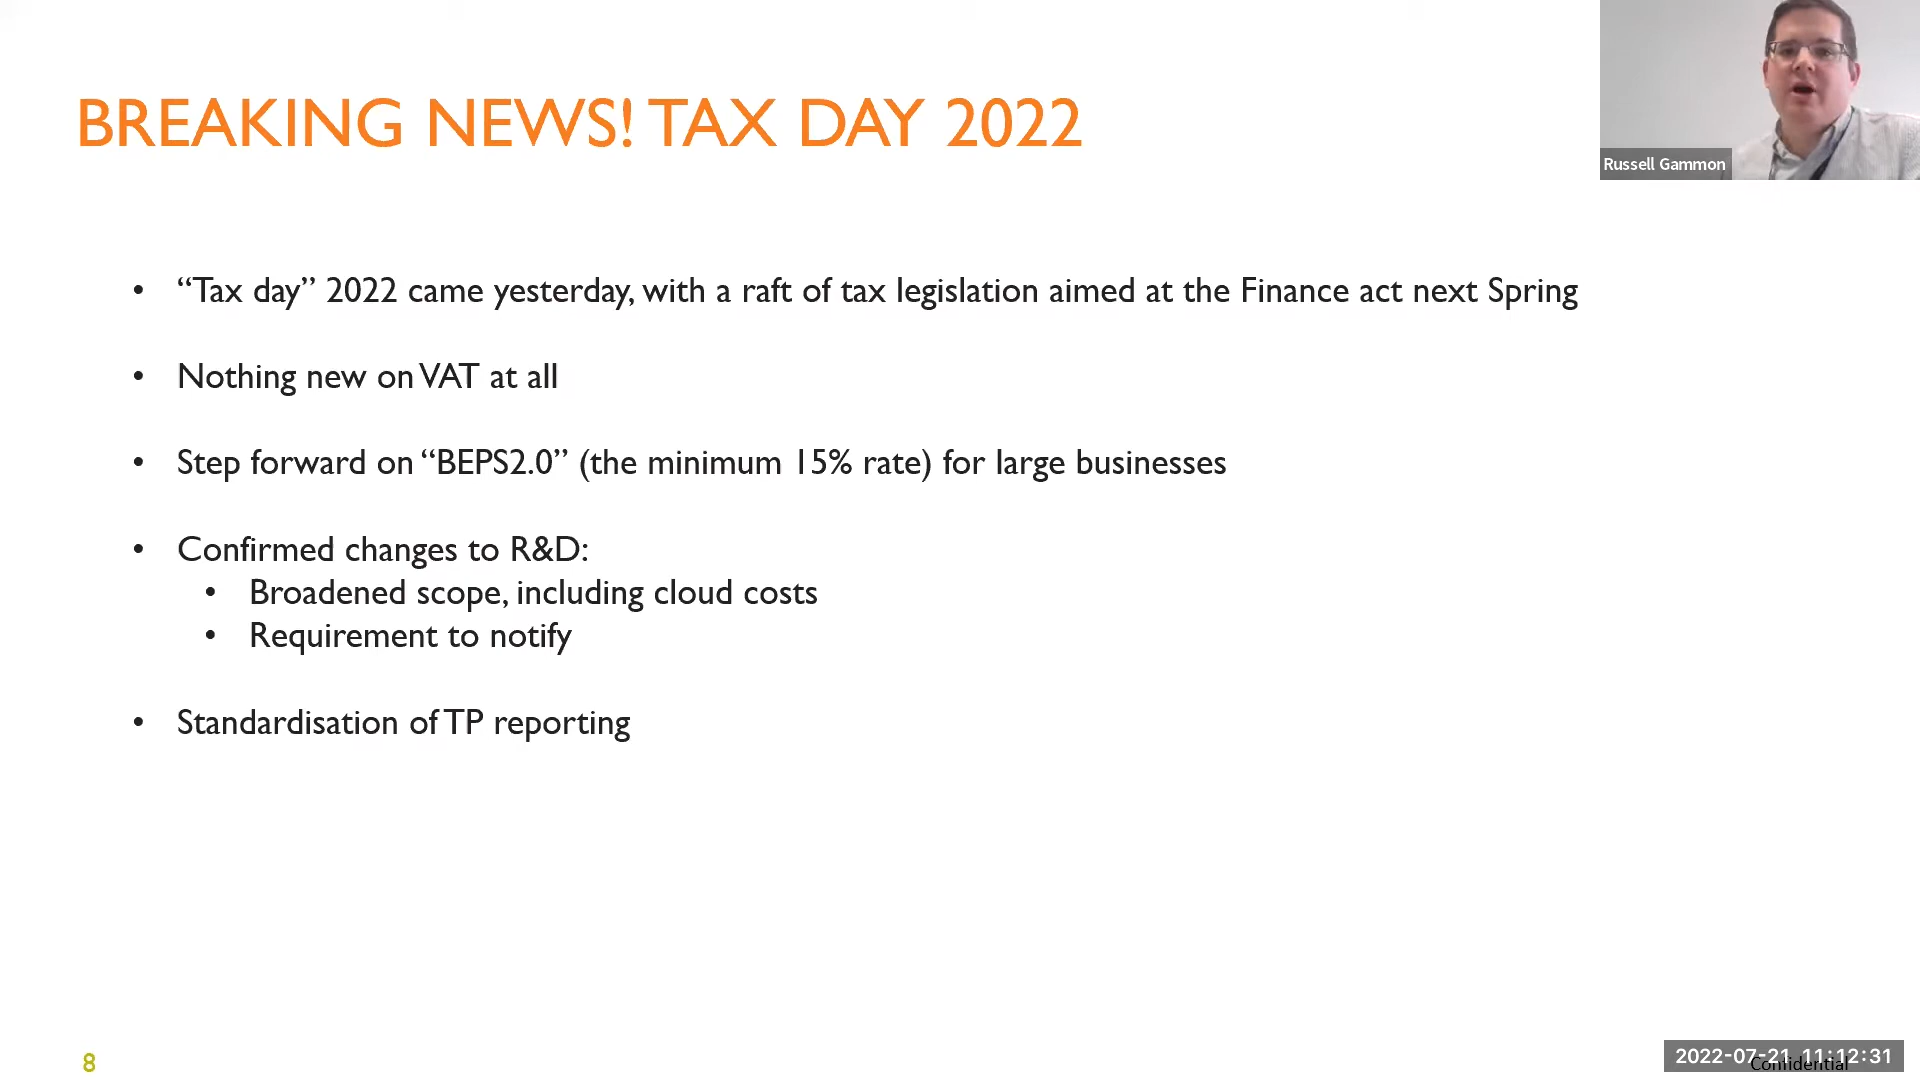 BREAKING NEWS! TAX DAY 2022
Russell Gammon
• “Tax day” 2022 came yesterday, with a raft of tax legislation aimed at the Finance act next Spring
• Nothing new on VAT at all
• Step forward on “BEPS2.0” (the minimum 15% rate) for large businesses
• Confirmed changes to R&D:
• Broadened scope, including cloud costs
• Requirement to notify
• Standardisation of TP reporting
8
2022-07-21 11:12:31
Confidential